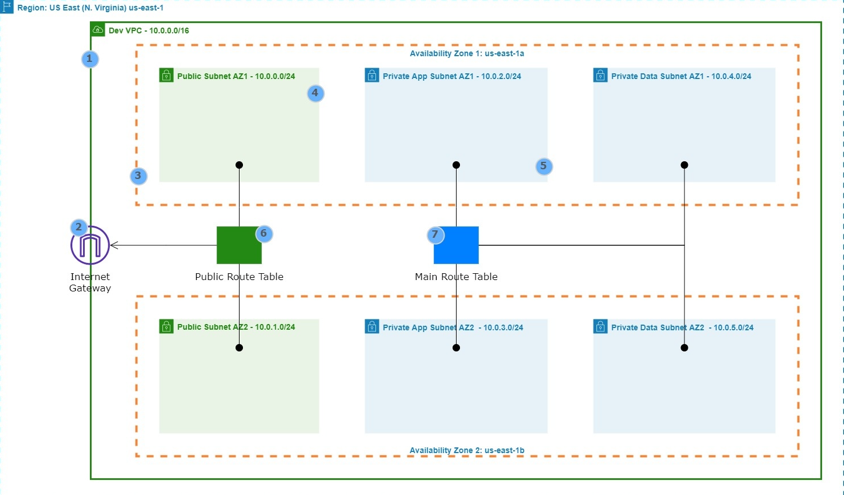 Region: US East (N. Virginia) us-east-1
Dev VPC - 10.0.0.0/16
1
Availability Zone 1: us-east-1a
Public Subnet AZ1 - 10.0.0.0/24
Private App Subnet AZ1 - 10.0.2.0/24
Private Data Subnet AZ1 - 10.0.4.0/24
4
5
3
2
6
7
Internet
Gateway
Public Route Table
Main Route Table
Public Subnet AZ2 - 10.0.1.0/24
Private App Subnet AZ2 - 10.0.3.0/24
Private Data Subnet AZ2 - 10.0.5.0/24
Availability Zone 2: us-east-1b